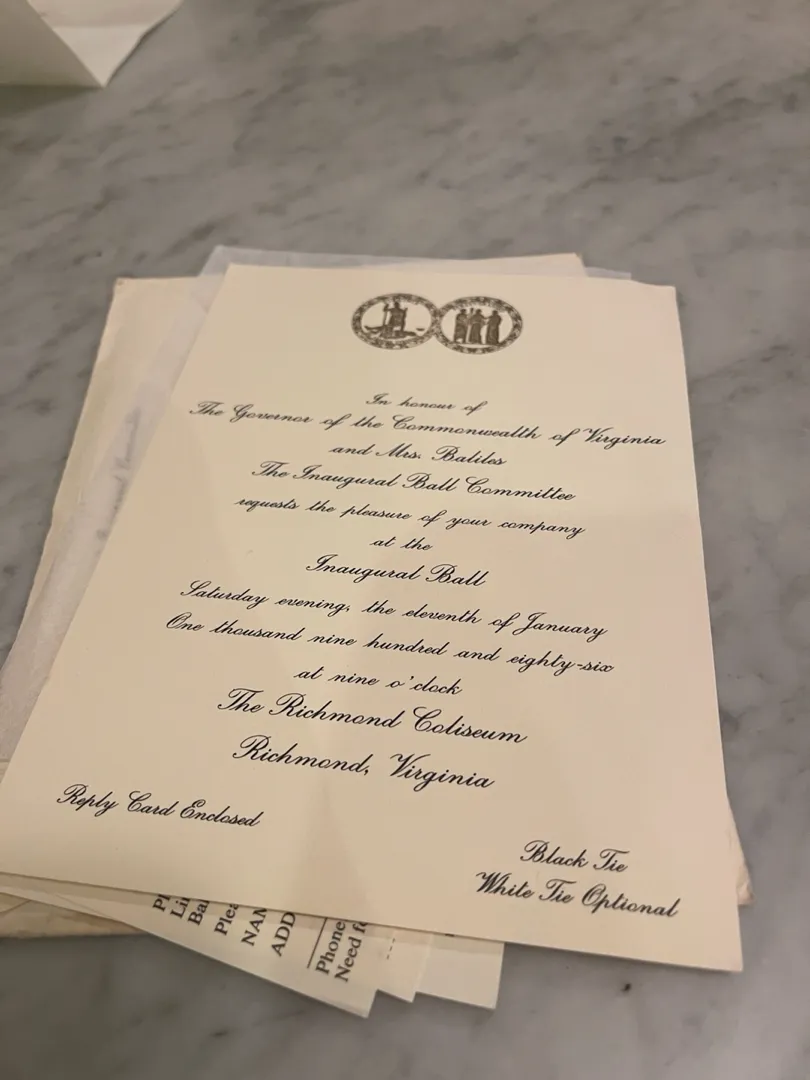 In honour of
The Governor of the Commonwealth of Virginia
and Mrs. Baliles
The Inaugural Ball Committee
requests the pleasure of your company
at the
Inaugural Ball
Saturday evening, the eleventh of January
One thousand nine hundred and eighty-six
at nine o'clock
The Richmond Coliseum
Richmond, Virginia
Reply Card Enclosed
Black Tie
White Tie Optional
Phone
Need